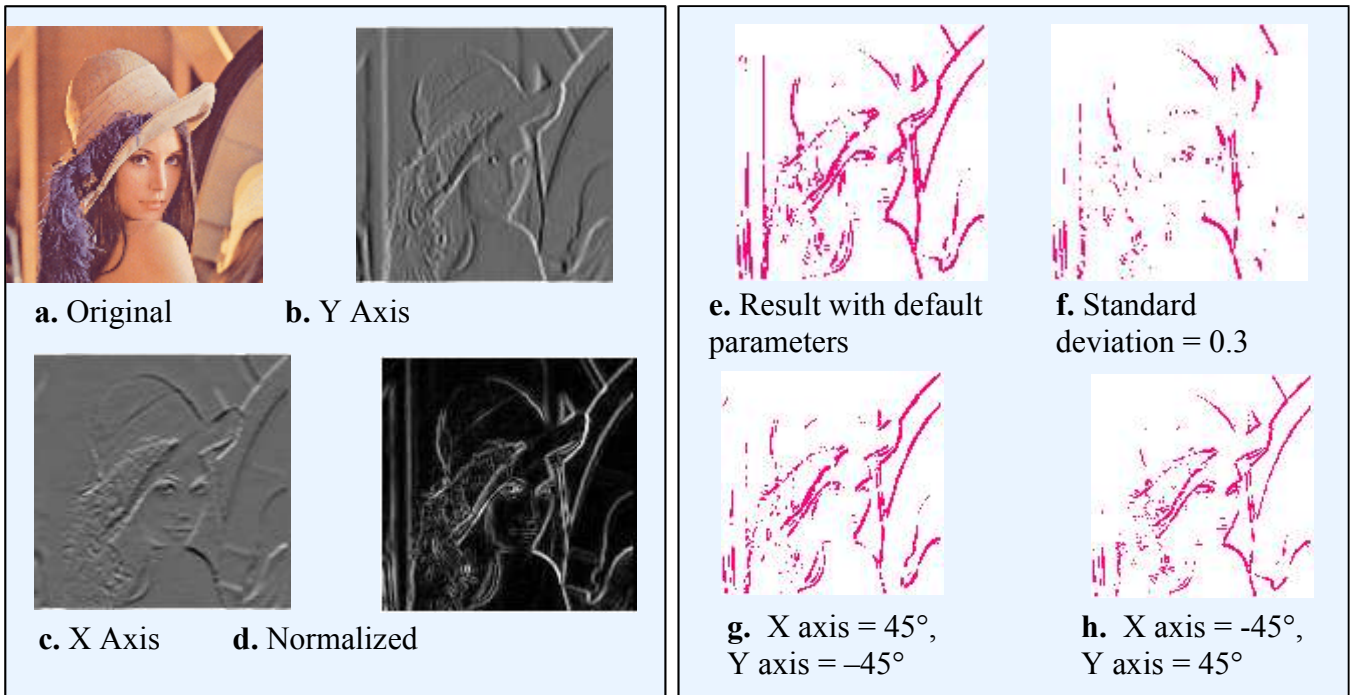 a. Original
b. Y Axis
c. X Axis
d. Normalized
e. Result with default
parameters
f. Standard
deviation = 0.3
g. X axis = 45°,
Y axis = –45°
h. X axis = -45°,
Y axis = 45°